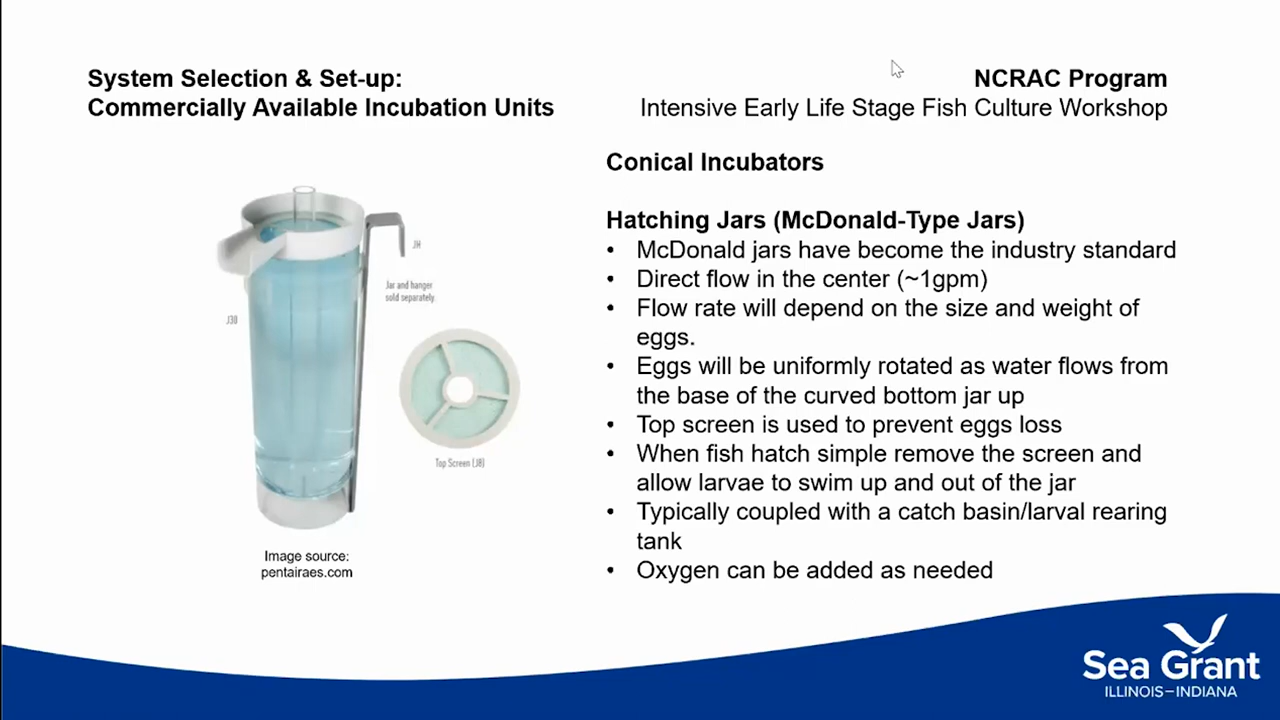 System Selection & Set-up:
Commercially Available Incubation Units
NCRAC Program
Intensive Early Life Stage Fish Culture Workshop
JH
Jar and hanger
sold separately.
J30
Top Screen (J8)
Image source:
pentairaes.com
Conical Incubators
Hatching Jars (McDonald-Type Jars)
• McDonald jars have become the industry standard
• Direct flow in the center (~1gpm)
• Flow rate will depend on the size and weight of
eggs.
• Eggs will be uniformly rotated as water flows from
the base of the curved bottom jar up
• Top screen is used to prevent eggs loss
• When fish hatch simple remove the screen and
allow larvae to swim up and out of the jar
• Typically coupled with a catch basin/larval rearing
tank
• Oxygen can be added as needed
Sea Grant
ILLINOIS–INDIANA